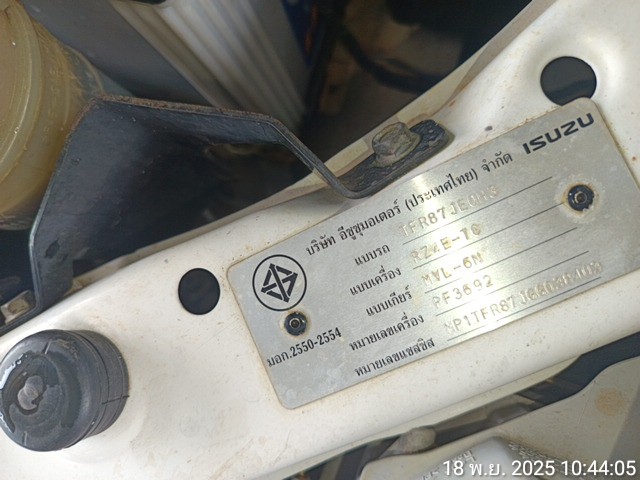 บริษัท อีซูซุมอเตอร์ (ประเทศไทย) จำกัด ISUZU
แบบรถ
แบบเครื่อง RZ4E-TC
แบบเกียร์ MYL-6N
มอก.2550-2554 หมายเลขเครื่อง PF3692
หมายเลขแชสซิส
18 พ.ย. 2025 10:44:05